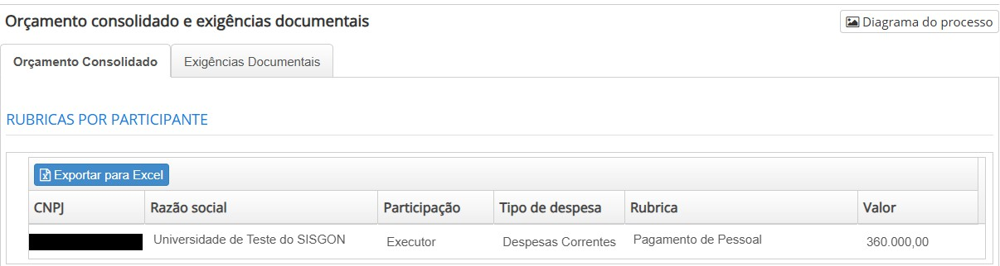 Orçamento consolidado e exigências documentais
Diagrama do processo
Orçamento Consolidado
Exigências Documentais
RUBRICAS POR PARTICIPANTE
Exportar para Excel
CNPJ Razão social Participação Tipo de despesa Rubrica Valor
Universidade de Teste do SISGON Executor Despesas Correntes Pagamento de Pessoal 360.000,00